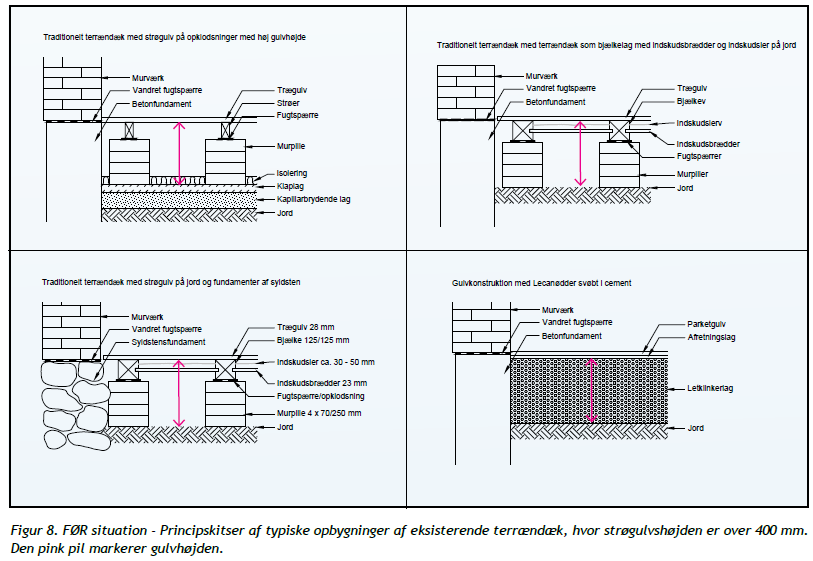 Traditionelt terrændæk med strøgulv på opklodsninger med høj gulvhøjde
Murværk
Vandret fugtspærre
Betonfundament
Trægulv
Strøer
Fugtspærre
Murpille
Isolering
Klaplag
Kapillarbrydende lag
Jord
Traditionelt terrændæk med terrændæk som bjælkelag med indskudsbrædder og indskudsler på jord
Murværk
Vandret fugtspærre
Betonfundament
Trægulv
Bjælkev
Indskudslerv
Indskudsbrædder
Fugtspærrer
Murpiller
Jord
Traditionelt terrændæk med strøgulv på jord og fundamenter af syldsten
Murværk
Vandret fugtspærre
Syldstensfundament
Trægulv 28 mm
Bjælke 125/125 mm
Indskudsler ca. 30 - 50 mm
Indskudsbrædder 23 mm
Fugtspærre/opklodsning
Murpille 4 x 70/250 mm
Jord
Gulvkonstruktion med Lecanødder svøbt i cement
Murværk
Vandret fugtspærre
Betonfundament
Parketgulv
Afretningslag
Letklinkerlag
Jord
Figur 8. FØR situation - Principskitser af typiske opbygninger af eksisterende terrændæk, hvor strøgulvshøjden er over 400 mm.
Den pink pil markerer gulvhøjden.